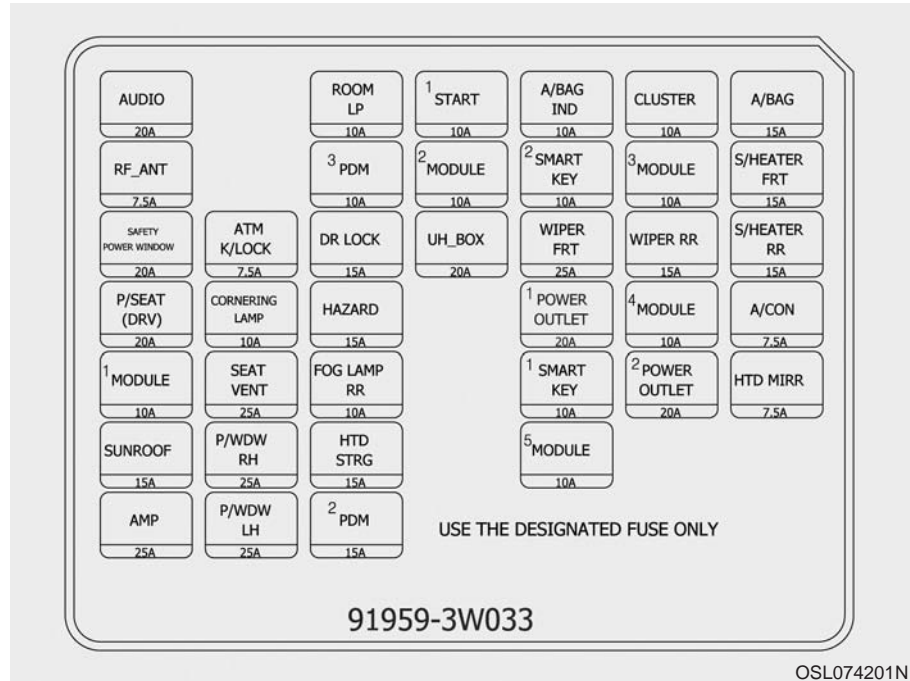 AUDIO
20A
ROOM
LP
10A
1 START
10A
A/BAG
IND
10A
CLUSTER
10A
A/BAG
15A
RF_ANT
7.5A
3 PDM
10A
2 MODULE
10A
2 SMART
KEY
10A
3 MODULE
10A
S/HEATER
FRT
15A
SAFETY
POWER WINDOW
20A
ATM
K/LOCK
7.5A
DR LOCK
15A
UH_BOX
20A
WIPER
FRT
25A
WIPER RR
15A
S/HEATER
RR
15A
P/SEAT
(DRV)
20A
CORNERING
LAMP
10A
HAZARD
15A
1 POWER
OUTLET
20A
4 MODULE
10A
A/CON
7.5A
1 MODULE
10A
SEAT
VENT
25A
FOG LAMP
RR
10A
1 SMART
KEY
10A
2 POWER
OUTLET
20A
HTD MIRR
7.5A
SUNROOF
15A
P/WDW
RH
25A
HTD
STRG
15A
5 MODULE
10A
AMP
25A
P/WDW
LH
25A
2 PDM
15A
USE THE DESIGNATED FUSE ONLY
91959-3W033
OSL074201N